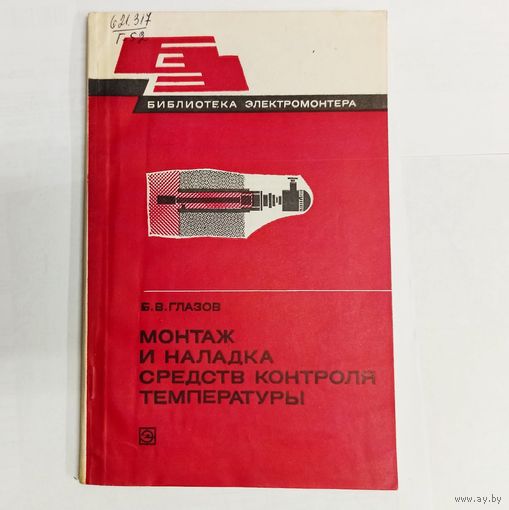 621.317
Г-52
БИБЛИОТЕКА ЭЛЕКТРОМОНТЕРА
Б.В.ГЛАЗОВ
МОНТАЖ
И НАЛАДКА
СРЕДСТВ КОНТРОЛЯ
ТЕМПЕРАТУРЫ
www.ay.by